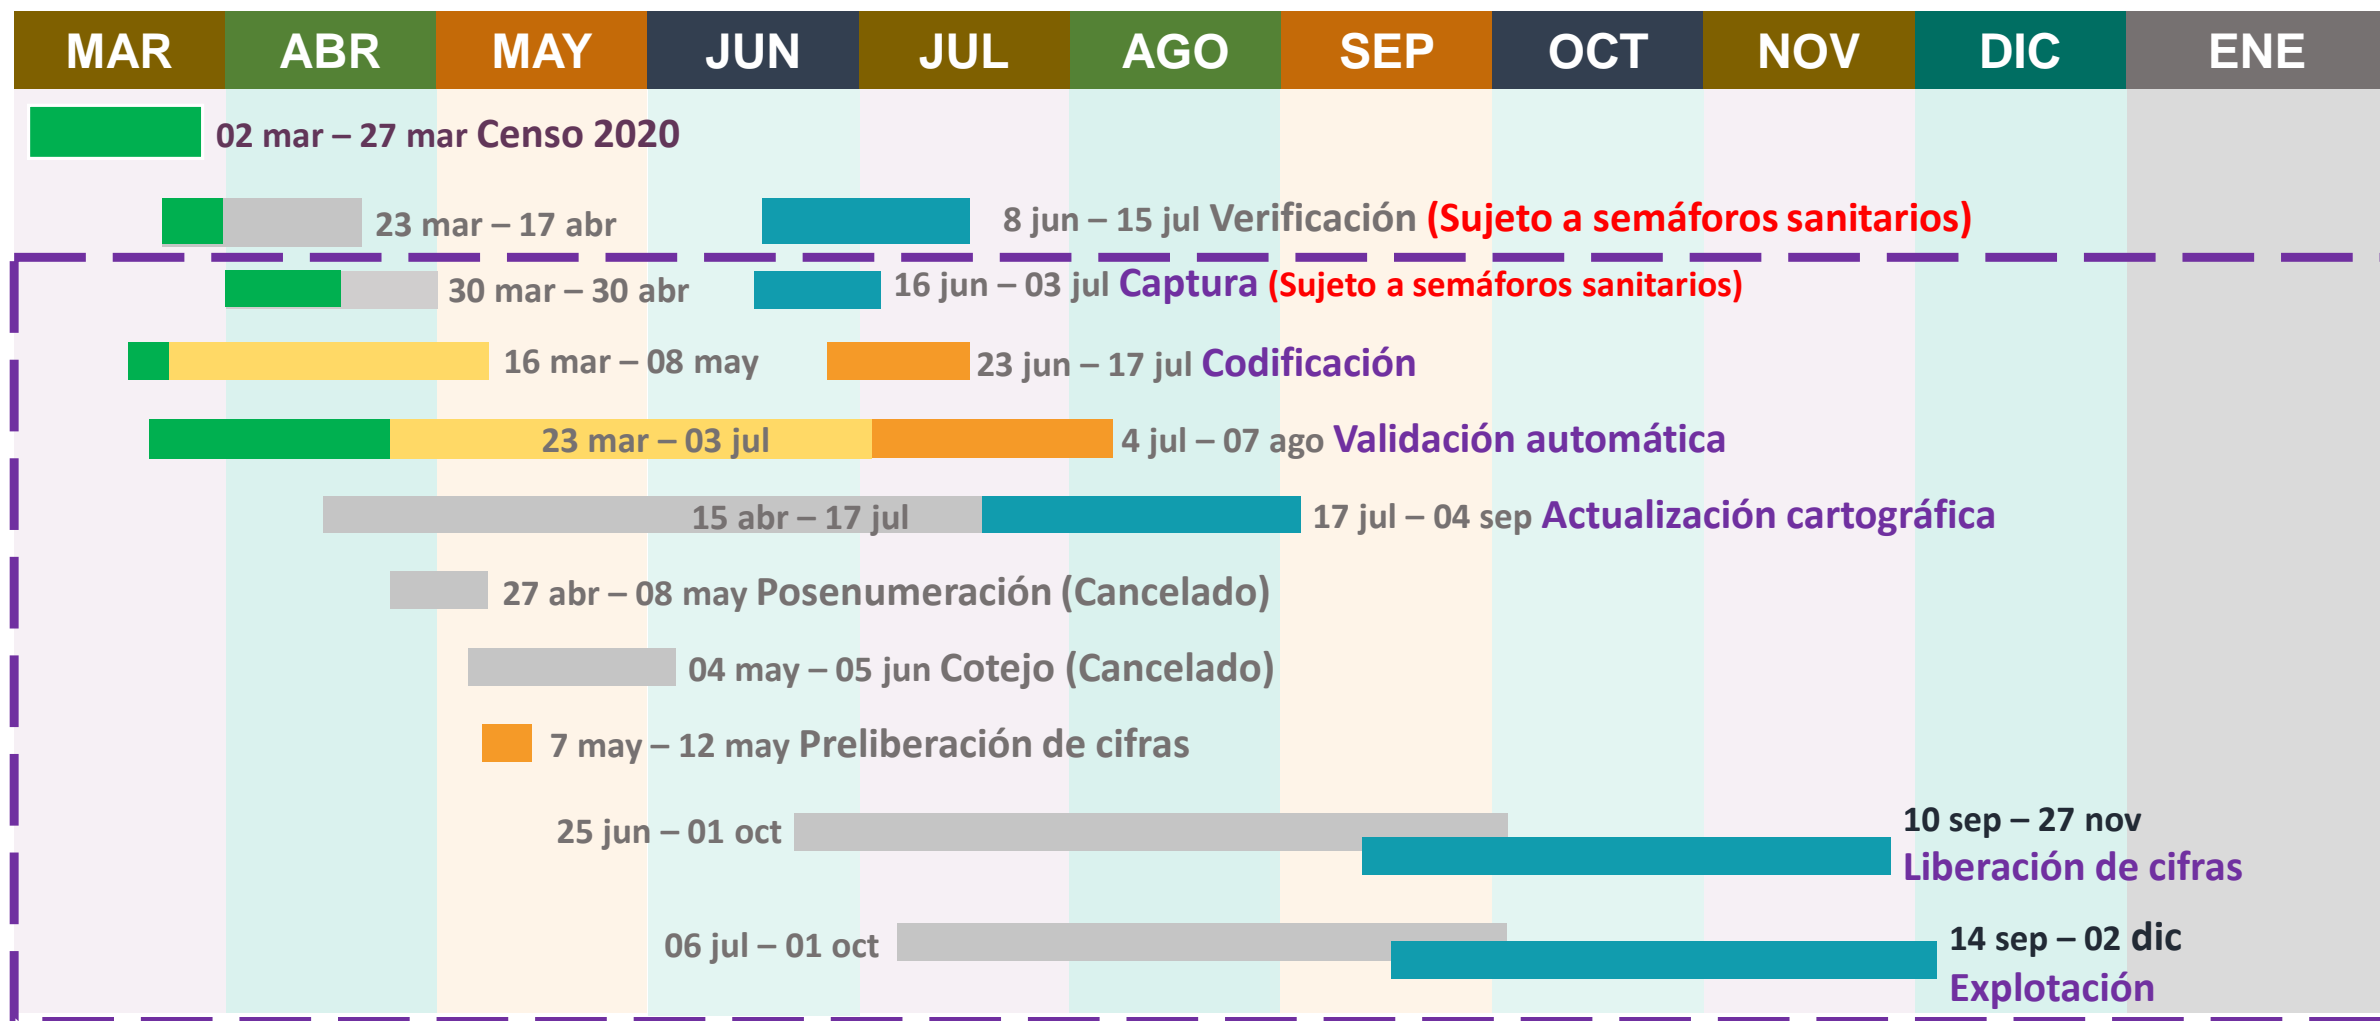 MAR ABR MAY JUN JUL AGO SEP OCT NOV DIC ENE
02 mar – 27 mar Censo 2020
23 mar – 17 abr 8 jun – 15 jul Verificación (Sujeto a semáforos sanitarios)
30 mar – 30 abr 16 jun – 03 jul Captura (Sujeto a semáforos sanitarios)
16 mar – 08 may 23 jun – 17 jul Codificación
23 mar – 03 jul 4 jul – 07 ago Validación automática
15 abr – 17 jul 17 jul – 04 sep Actualización cartográfica
27 abr – 08 may Posenumeración (Cancelado)
04 may – 05 jun Cotejo (Cancelado)
7 may – 12 may Preliberación de cifras
25 jun – 01 oct 10 sep – 27 nov
Liberación de cifras
06 jul – 01 oct 14 sep – 02 dic
Explotación